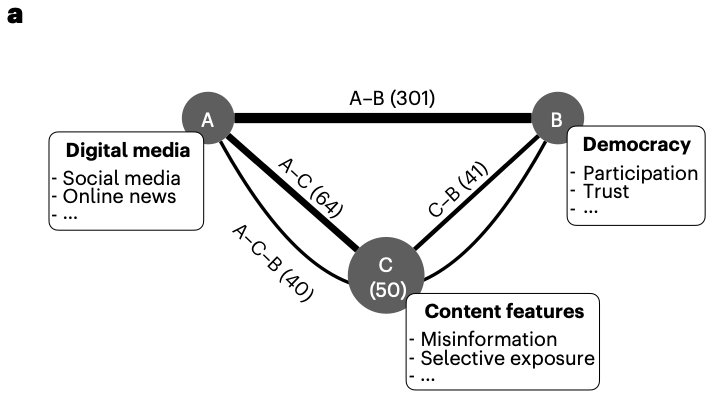 a
A–B (301)
A
B
Digital media
- Social media
- Online news
- ...
Democracy
- Participation
- Trust
- ...
A–C (64)
C–B (41)
A–C–B (40)
C
(50)
Content features
- Misinformation
- Selective exposure
- ...